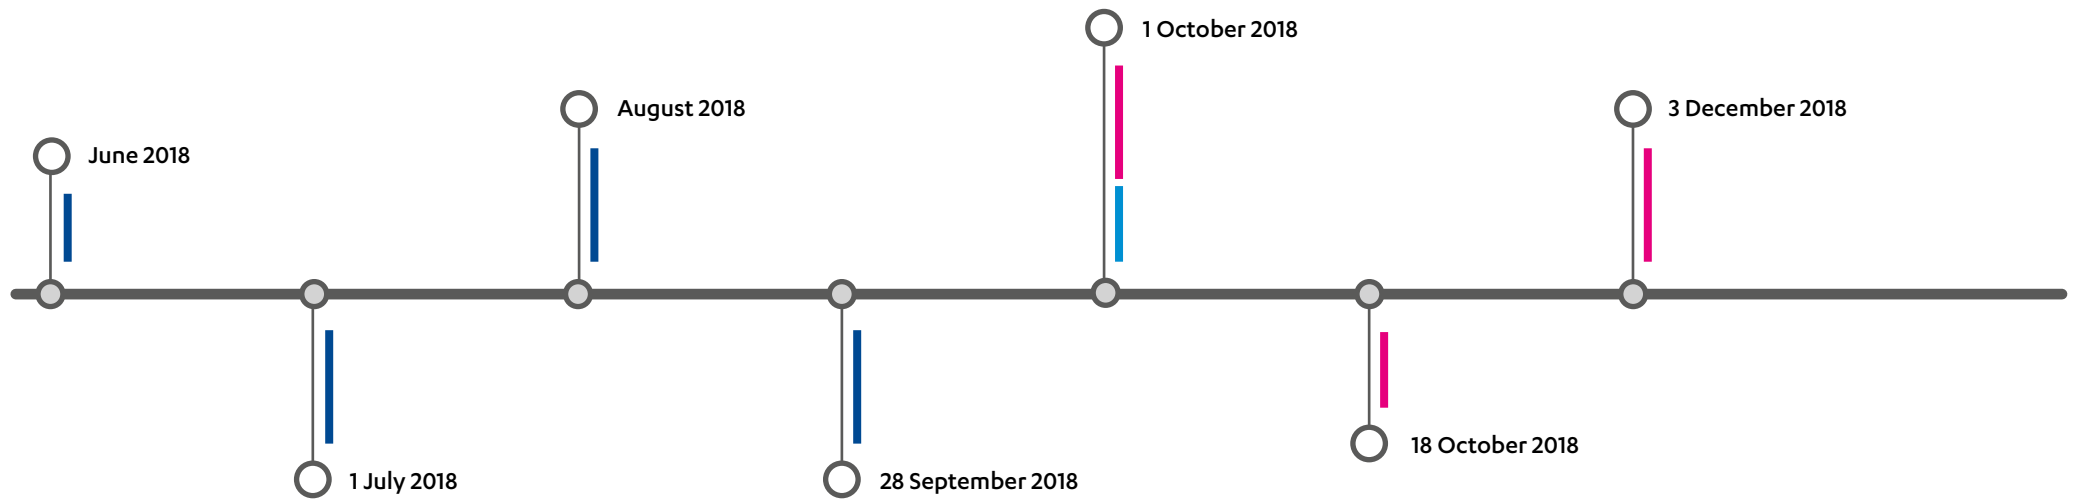 June 2018
1 July 2018
August 2018
28 September 2018
1 October 2018
18 October 2018
3 December 2018